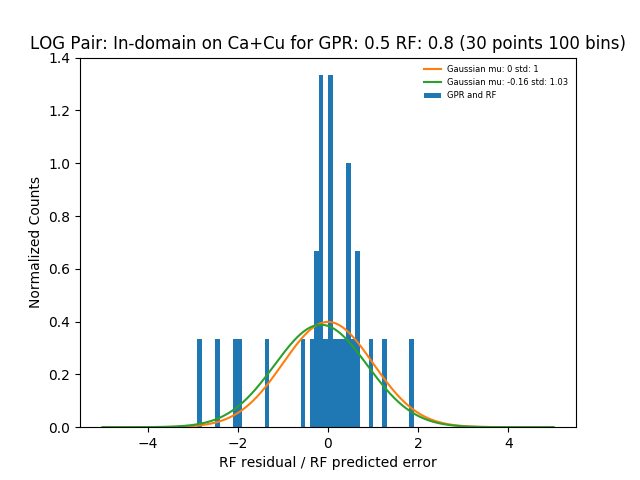 LOG Pair: In-domain on Ca+Cu for GPR: 0.5 RF: 0.8 (30 points 100 bins)
Gaussian mu: 0 std: 1
Gaussian mu: -0.16 std: 1.03
GPR and RF
Normalized Counts
1.4
1.2
1.0
0.8
0.6
0.4
0.2
0.0
−4
−2
0
2
4
RF residual / RF predicted error